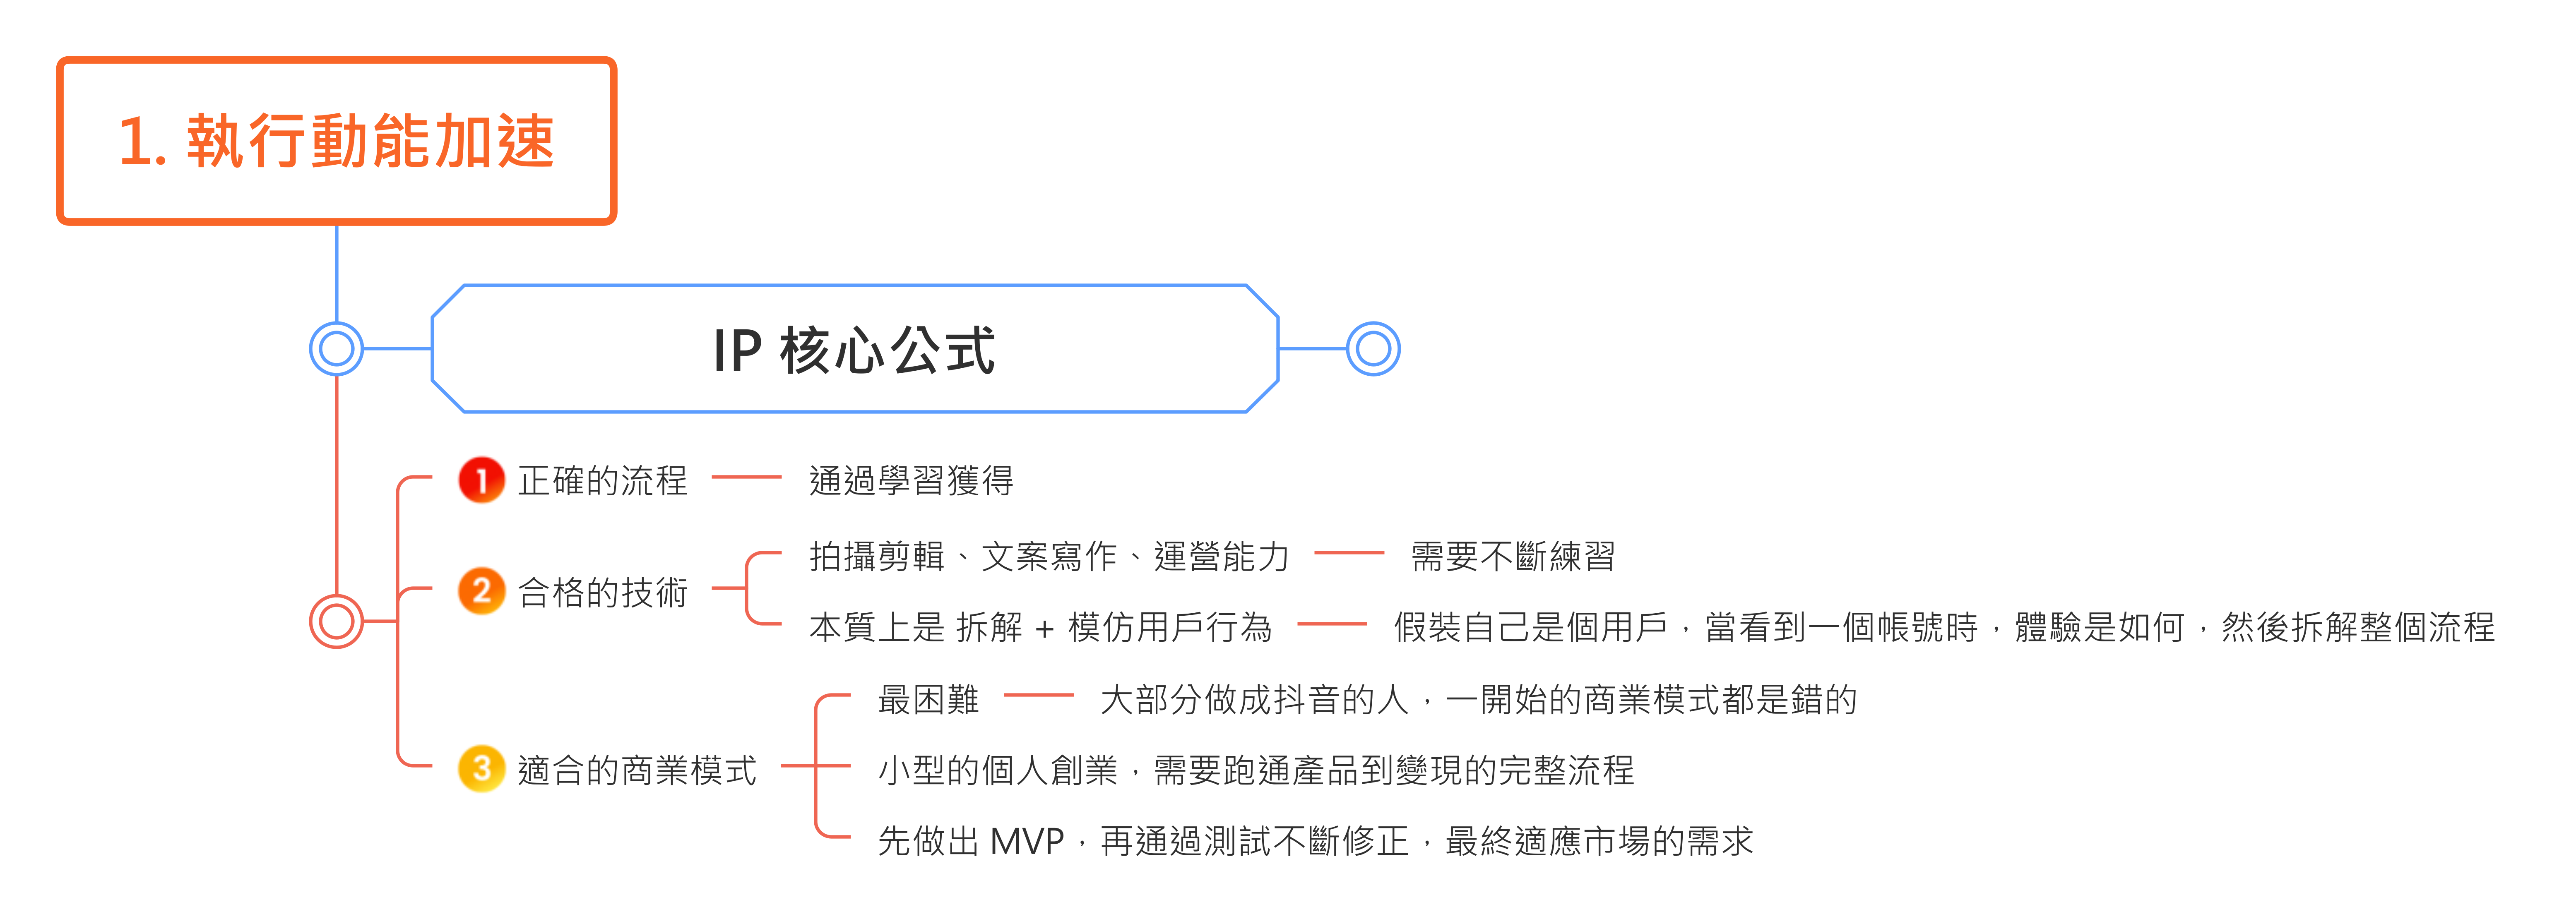 1. 執行動能加速
IP 核心公式
1 正確的流程
通過學習獲得
2 合格的技術
拍攝剪輯、文案寫作、運營能力
需要不斷練習
本質上是 拆解 + 模仿用戶行為
假裝自己是個用戶，當看到一個帳號時，體驗是如何，然後拆解整個流程
3 適合的商業模式
最困難
大部分做成抖音的人，一開始的商業模式都是錯的
小型的個人創業，需要跑通產品到變現的完整流程
先做出 MVP，再通過測試不斷修正，最終適應市場的需求